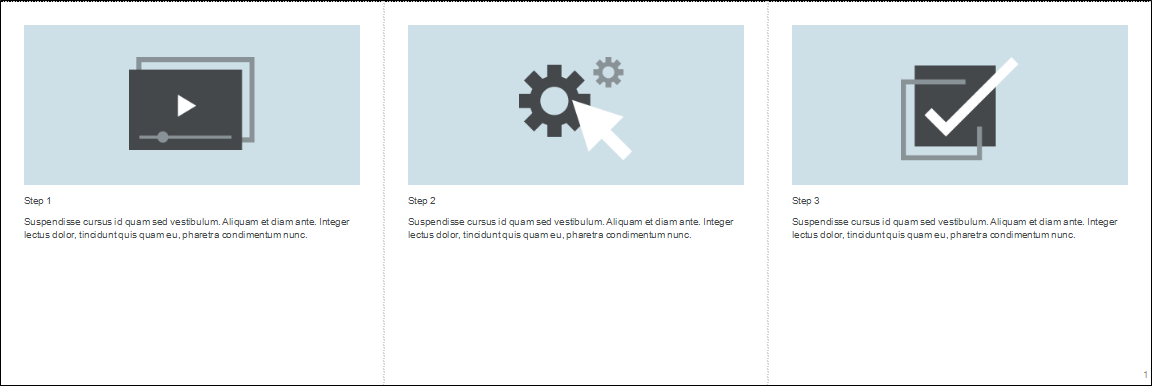 Step 1
Suspendisse cursus id quam sed vestibulum. Aliquam et diam ante. Integer
lectus dolor, tincidunt quis quam eu, pharetra condimentum nunc.
Step 2
Suspendisse cursus id quam sed vestibulum. Aliquam et diam ante. Integer
lectus dolor, tincidunt quis quam eu, pharetra condimentum nunc.
Step 3
Suspendisse cursus id quam sed vestibulum. Aliquam et diam ante. Integer
lectus dolor, tincidunt quis quam eu, pharetra condimentum nunc.
1